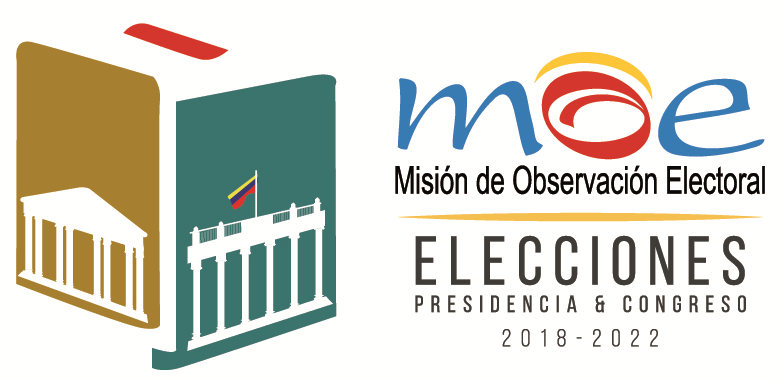 moe
Misión de Observación Electoral
ELECCIONES
PRESIDENCIA & CONGRESO
2018-2022